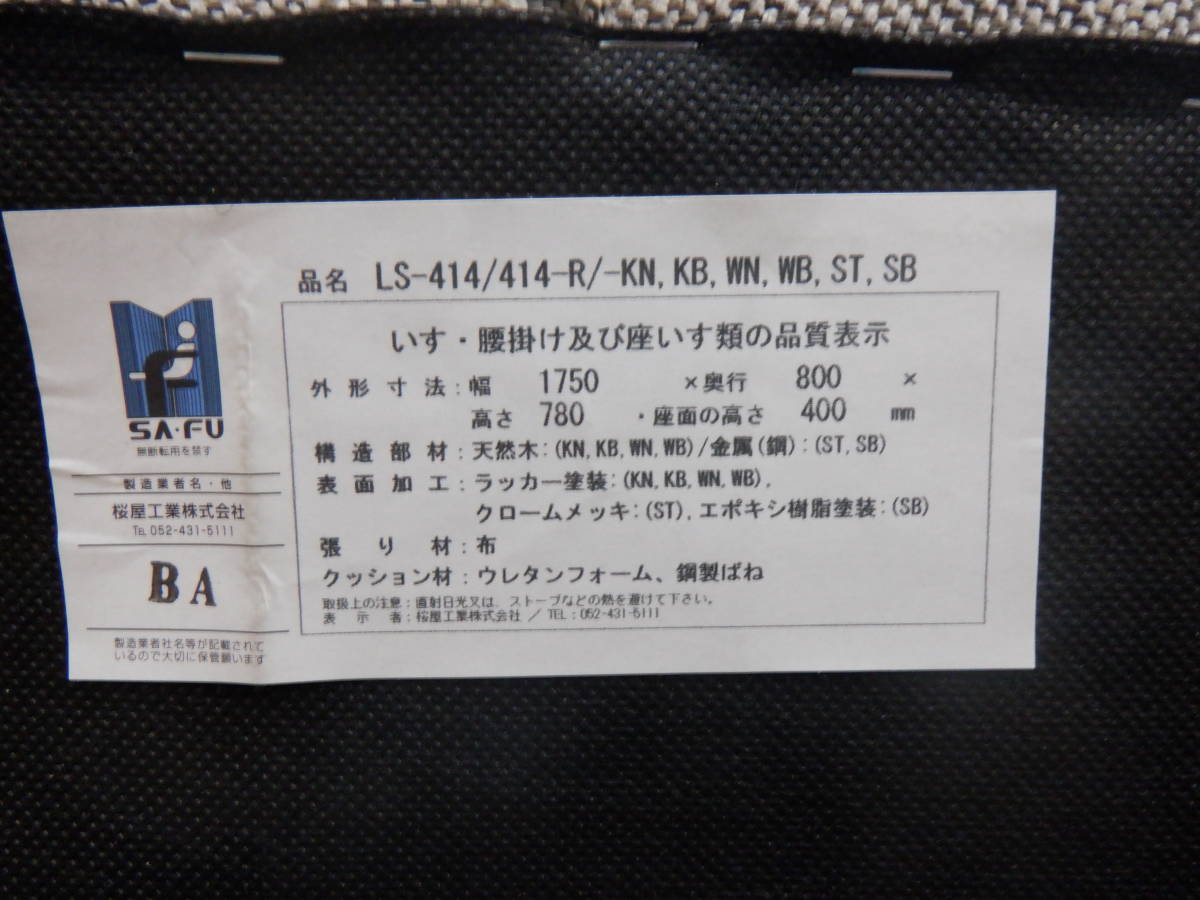 品名 LS-414/414-R/-KN, KB, WN, WB, ST, SB
いす・腰掛け及び座いす類の品質表示
外形寸法:幅 1750 ×奥行 800 ×
高さ 780 ・座面の高さ 400 mm
構造部材:天然木:(KN, KB, WN, WB)/金属(鋼):(ST, SB)
表面加工:ラッカー塗装:(KN, KB, WN, WB),
クロームメッキ:(ST), エポキシ樹脂塗装:(SB)
張り材:布
クッション材:ウレタンフォーム、鋼製ばね
取扱上の注意:直射日光又は、ストーブなどの熱を避けて下さい。
表示者:桜屋工業株式会社 / TEL:052-431-5111
SA・FU
無断転用を禁す
製造業者名・他
桜屋工業株式会社
TEL 052-431-5111
BA
製造業者社名等が記載されて
いるので大切に保管願います